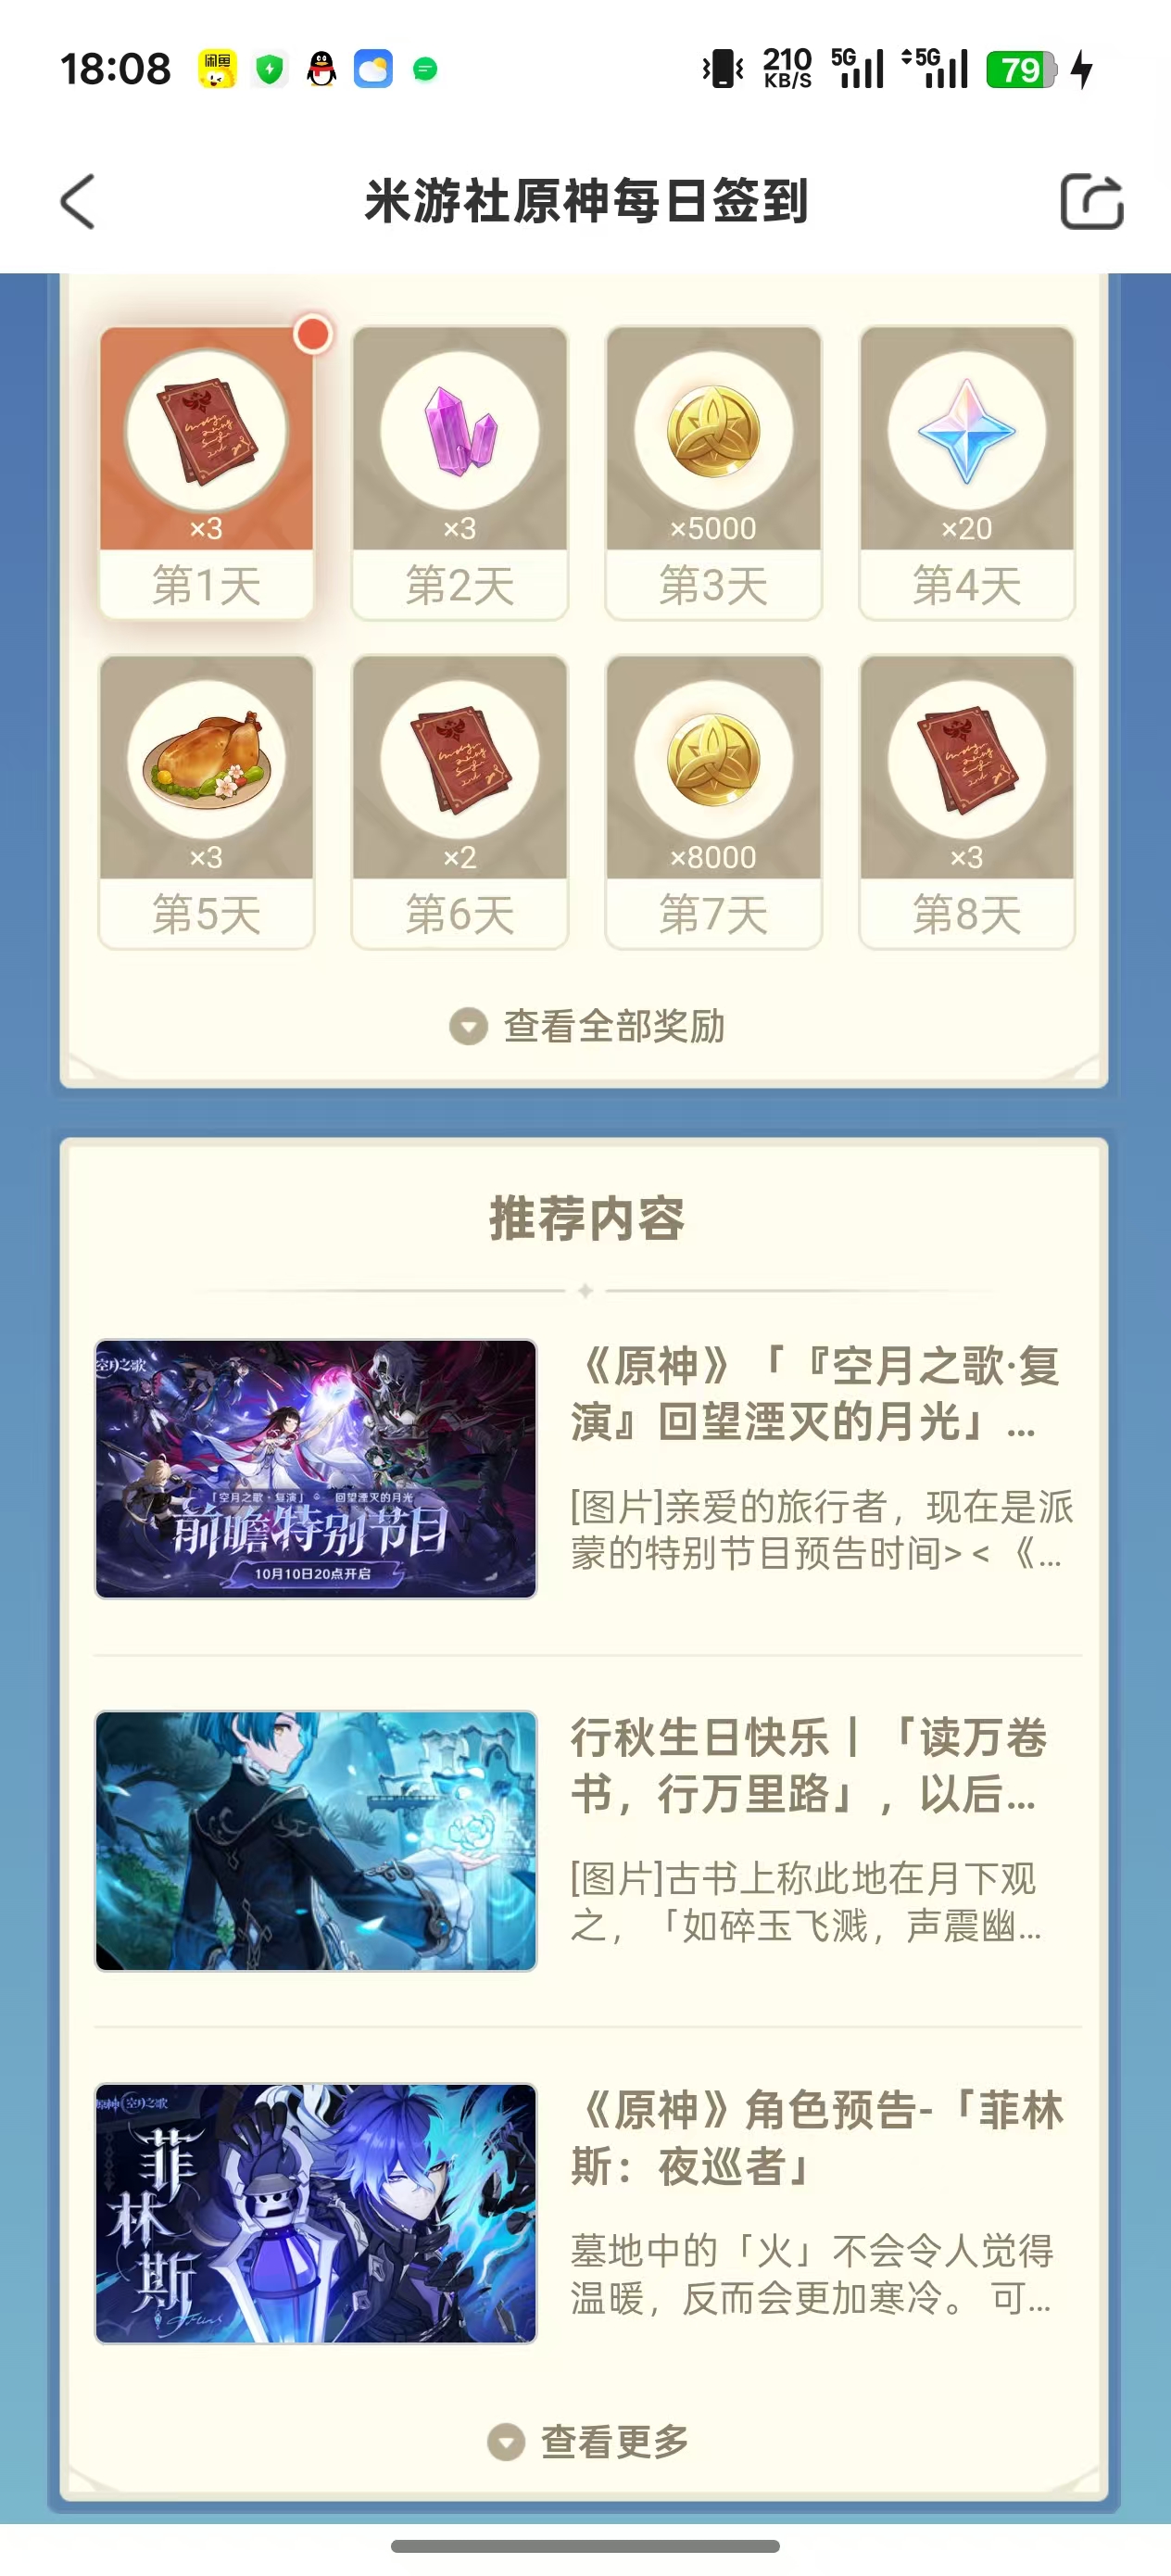 18:08
闲鱼
210 KB/S
5G
5G
79
米游社原神每日签到
×3
×3
×5000
×20
第1天
第2天
第3天
第4天
×3
×2
×8000
×3
第5天
第6天
第7天
第8天
查看全部奖励
推荐内容
空月之歌
「空月之歌·复演」 回望湮灭的月光
前瞻特别节目
10月10日20点开启
《原神》「『空月之歌·复
演』回望湮灭的月光」...
[图片]亲爱的旅行者，现在是派
蒙的特别节目预告时间> < 《...
行秋生日快乐丨「读万卷
书，行万里路」，以后...
[图片]古书上称此地在月下观
之，「如碎玉飞溅，声震幽...
原神 空月之歌
菲林斯
《原神》角色预告-「菲林
斯：夜巡者」
墓地中的「火」不会令人觉得
温暖，反而会更加寒冷。 可...
查看更多